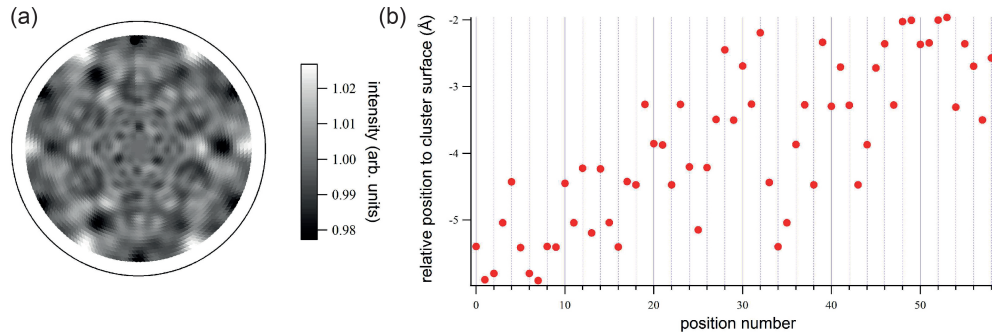 (a)
1.02
1.01
1.00
0.99
0.98
intensity (arb. units)
(b)
relative position to cluster surface (Å)
-2
-3
-4
-5
0 10 20 30 40 50
position number